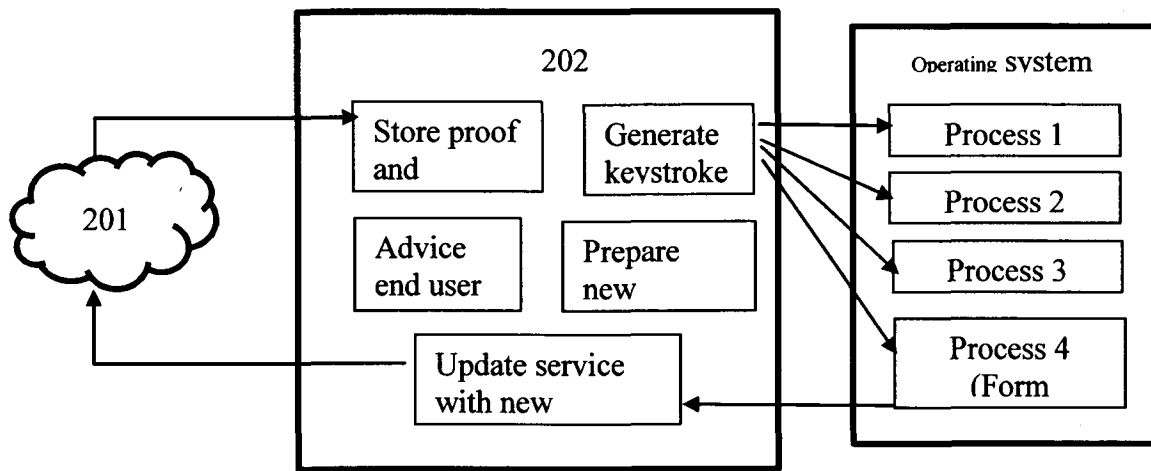 202
Operating system
Store proof
and
Generate
keystroke
Process 1
Process 2
201
Advice
end user
Prepare
new
Process 3
Update service
with new
Process 4
(Form